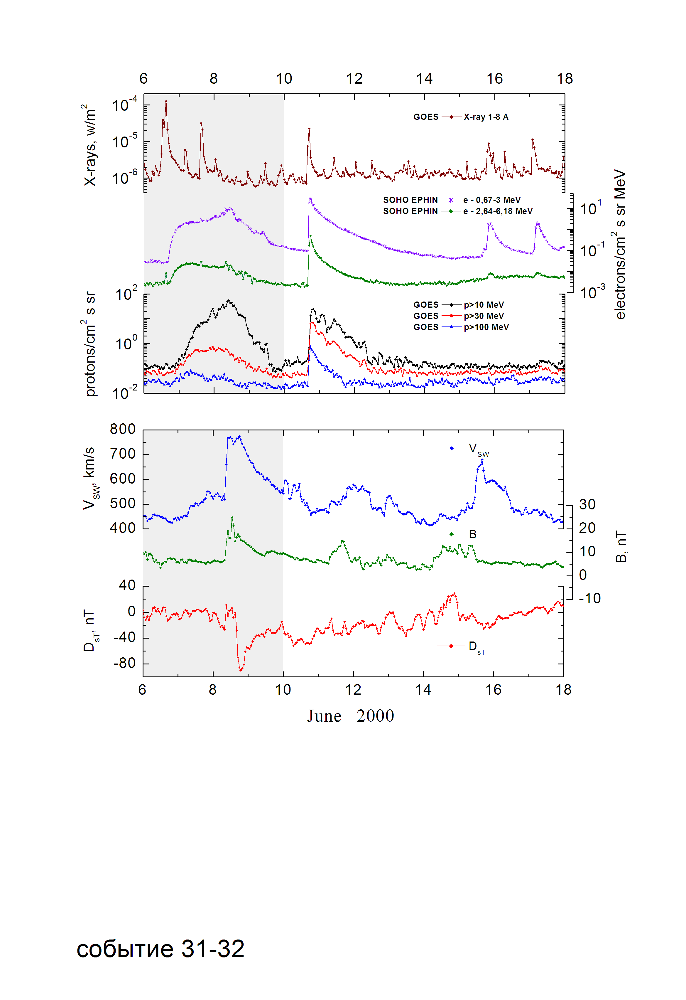 6 8 10 12 14 16 18
X-rays, w/m2
10-4
10-5
10-6
GOES X-ray 1-8 A
SOHO EPHIN e - 0,67-3 MeV
SOHO EPHIN e - 2,64-6,18 MeV
101
10-1
10-3
electrons/cm2 s sr MeV
protons/cm2 s sr
102
100
10-2
GOES p>10 MeV
GOES p>30 MeV
GOES p>100 MeV
VSW, km/s
800
700
600
500
400
VSW
30
20
10
0
-10
B, nT
B
DsT, nT
40
0
-40
-80
DsT
6 8 10 12 14 16 18
June 2000
событие 31-32